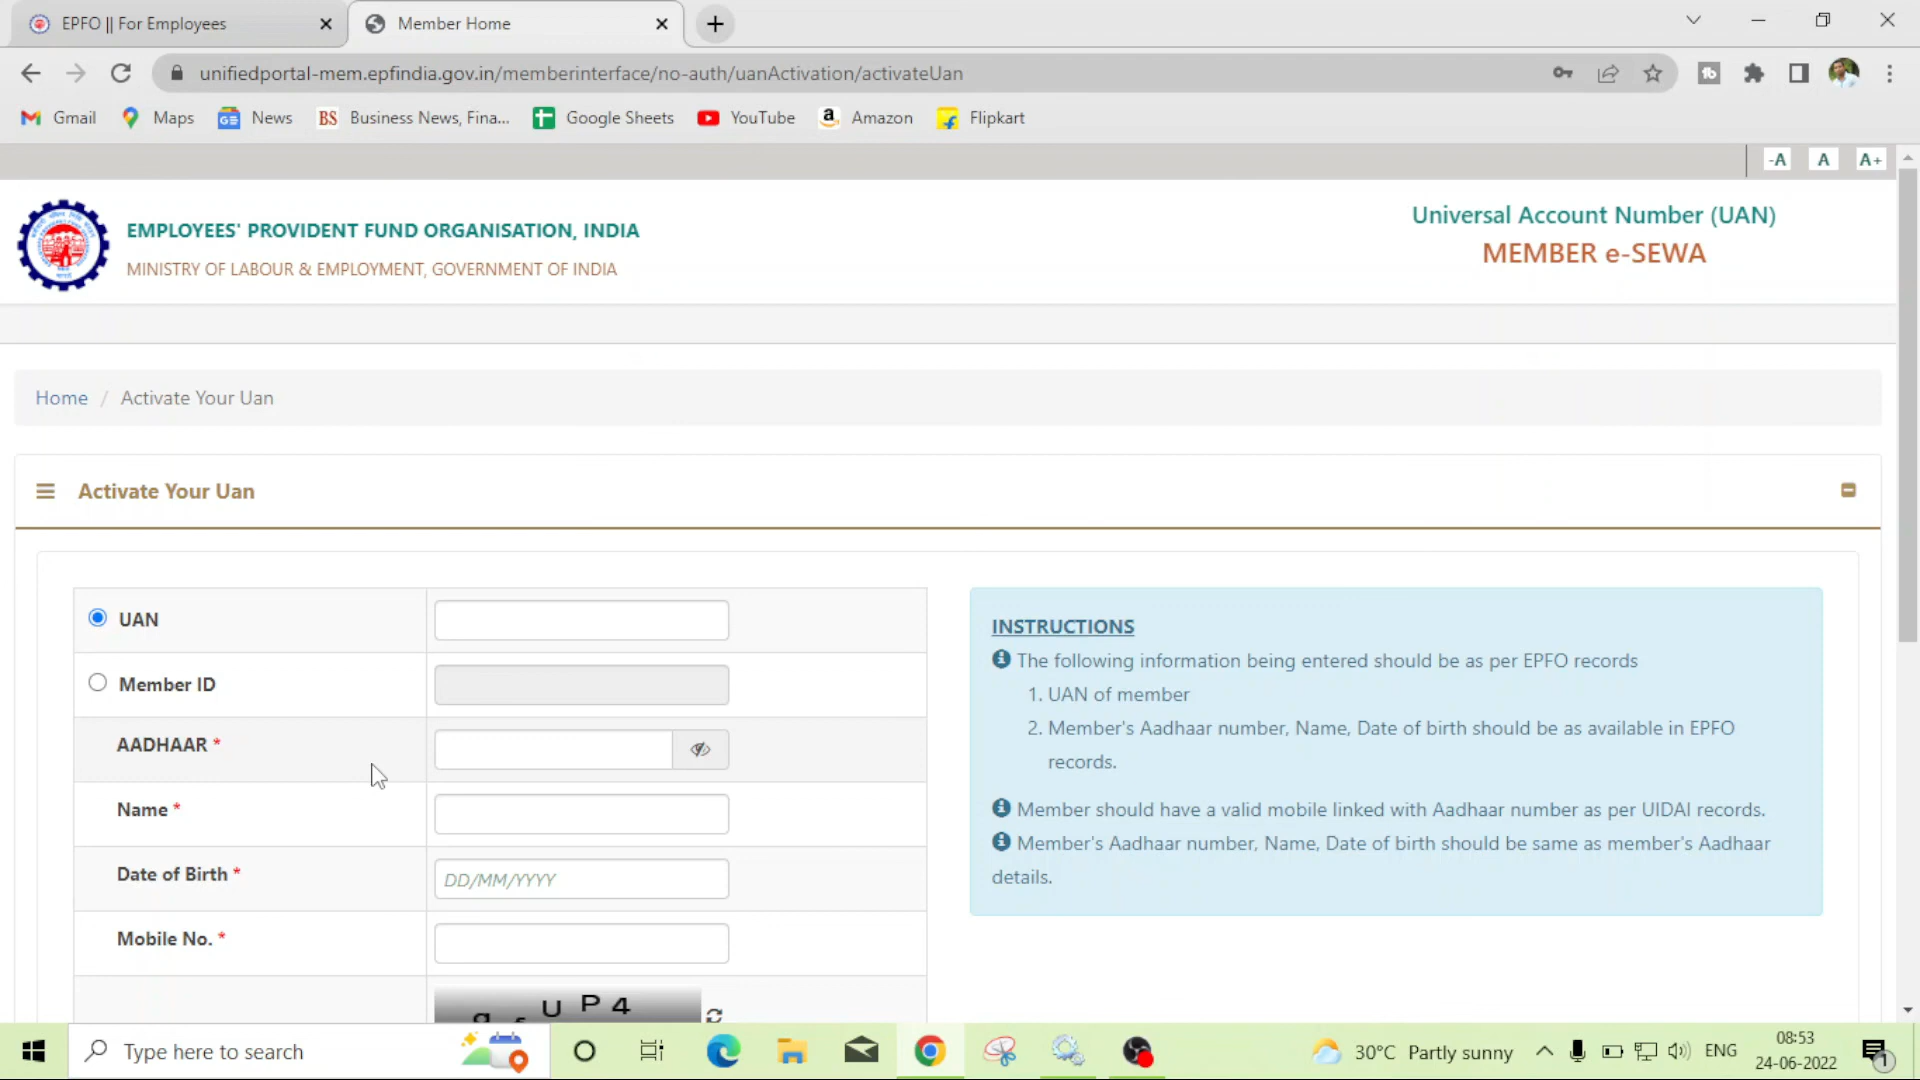 EPFO || For Employees
Member Home
unifiedportal-mem.epfindia.gov.in/memberinterface/no-auth/uanActivation/activateUan
Gmail
Maps
News
BS Business News, Fina...
Google Sheets
YouTube
Amazon
Flipkart
-A A A+
EMPLOYEES' PROVIDENT FUND ORGANISATION, INDIA
MINISTRY OF LABOUR & EMPLOYMENT, GOVERNMENT OF INDIA
Universal Account Number (UAN)
MEMBER e-SEWA
Home / Activate Your Uan
Activate Your Uan
UAN
Member ID
AADHAAR *
Name *
Date of Birth *
DD/MM/YYYY
Mobile No. *
U P 4
INSTRUCTIONS
The following information being entered should be as per EPFO records
1. UAN of member
2. Member's Aadhaar number, Name, Date of birth should be as available in EPFO
records.
Member should have a valid mobile linked with Aadhaar number as per UIDAI records.
Member's Aadhaar number, Name, Date of birth should be same as member's Aadhaar
details.
Type here to search
30°C Partly sunny
ENG
08:53
24-06-2022
1